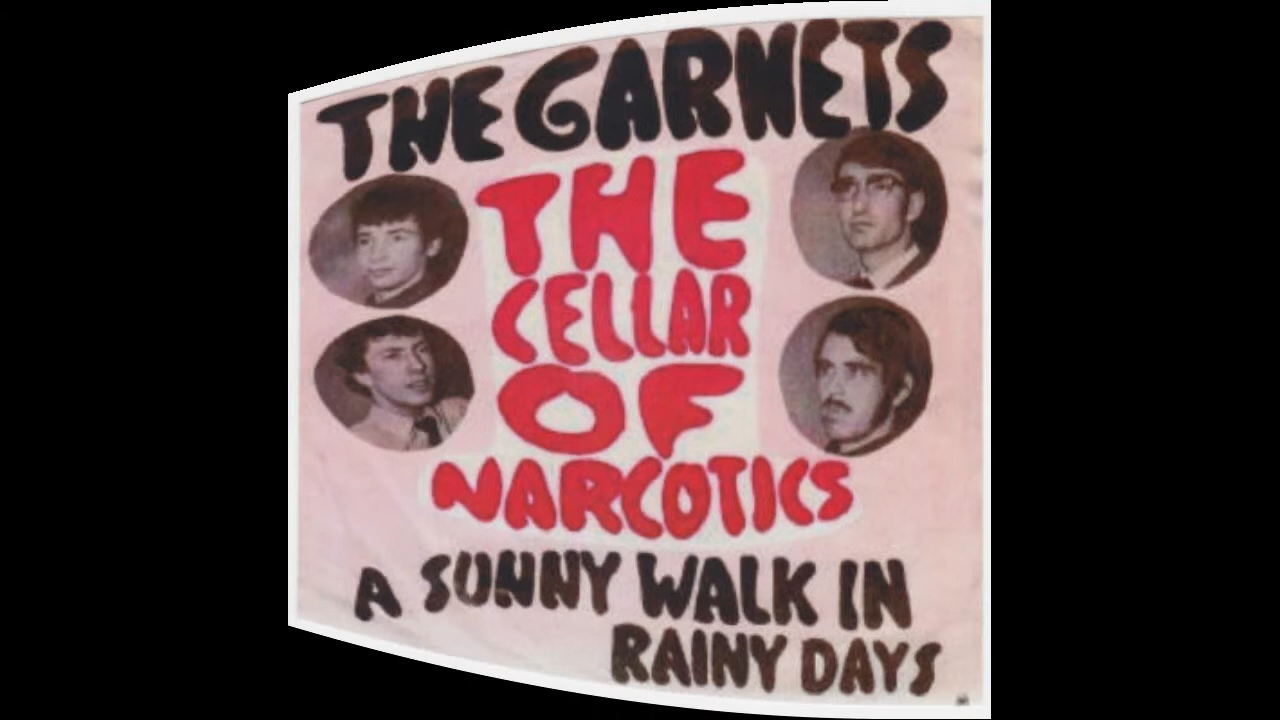 THE GARNETS
THE
CELLAR
OF
NARCOTICS
A SUNNY WALK IN
RAINY DAYS